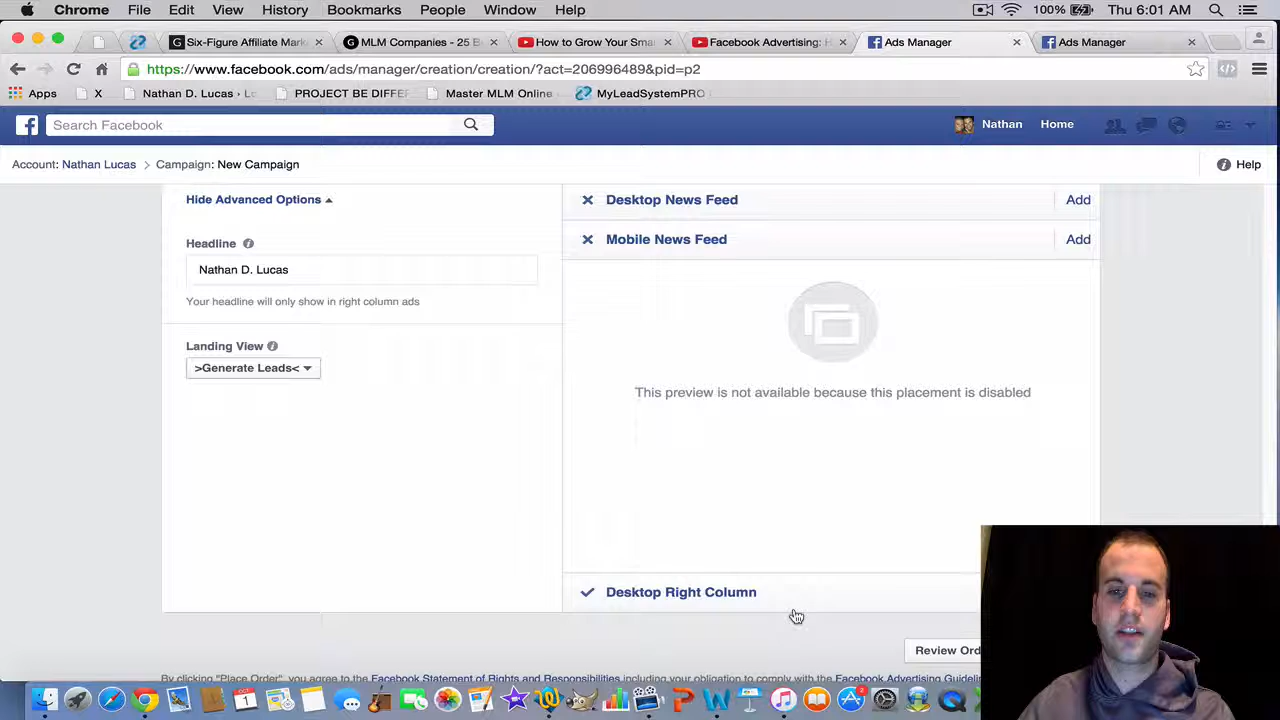 Chrome File Edit View History Bookmarks People Window Help 100% Thu 6:01 AM
Six-Figure Affiliate Mark MLM Companies - 25 B How to Grow Your Sma Facebook Advertising: H Ads Manager Ads Manager
https://www.facebook.com/ads/manager/creation/creation/?act=206996489&pid=p2
Apps X Nathan D. Lucas › L PROJECT BE DIFFE Master MLM Online MyLeadSystemPRO
Search Facebook Nathan Home
Account: Nathan Lucas > Campaign: New Campaign Help
Hide Advanced Options Desktop News Feed Add
Headline Mobile News Feed Add
Nathan D. Lucas
Your headline will only show in right column ads
Landing View
>Generate Leads<
This preview is not available because this placement is disabled
Desktop Right Column
Review Ord
By clicking "Place Order", you agree to the Facebook Statement of Rights and Responsibilities including your obligation to comply with the Facebook Advertising Guidelin